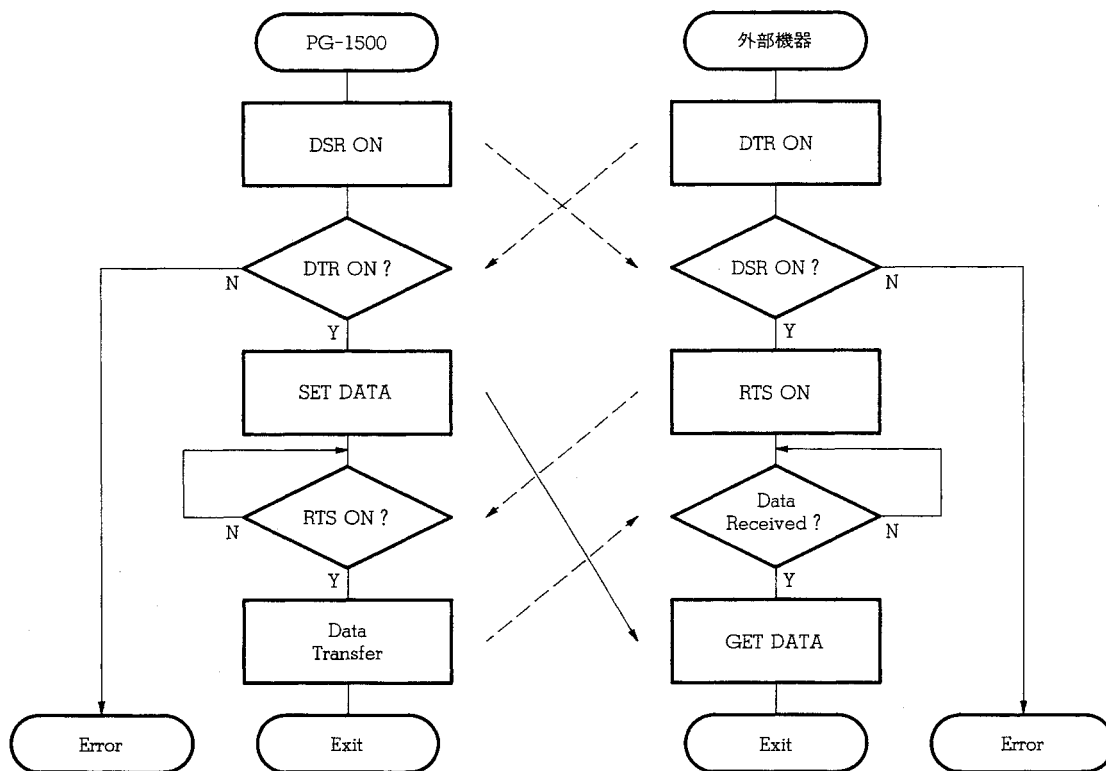 PG-1500
外部機器
DSR ON
DTR ON
DTR ON ?
N
Y
DSR ON ?
N
Y
SET DATA
RTS ON
RTS ON ?
N
Y
Data
Received ?
N
Y
Data
Transfer
GET DATA
Error
Exit
Exit
Error